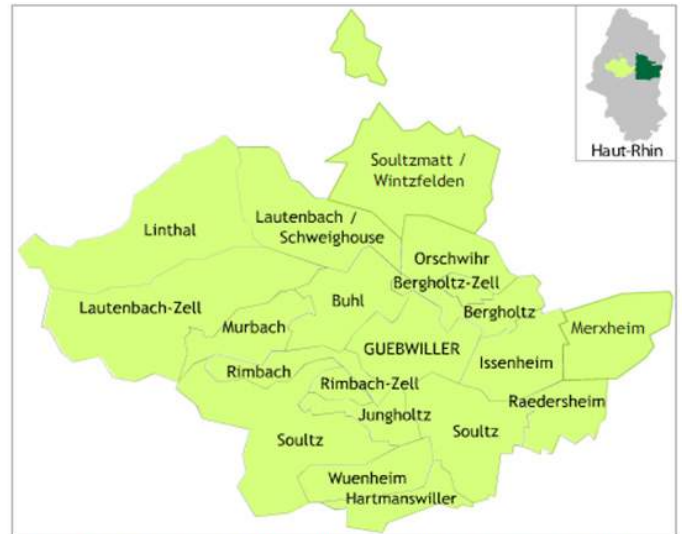 Haut-Rhin
Soultzmatt /
Wintzfelden
Linthal
Lautenbach /
Schweighouse
Orschwihr
Bergholtz-Zell
Lautenbach-Zell
Buhl
Bergholtz
Murbach
Merxheim
GUEBWILLER
Issenheim
Rimbach
Rimbach-Zell
Raedersheim
Jungholtz
Soultz
Soultz
Wuenheim
Hartmanswiller